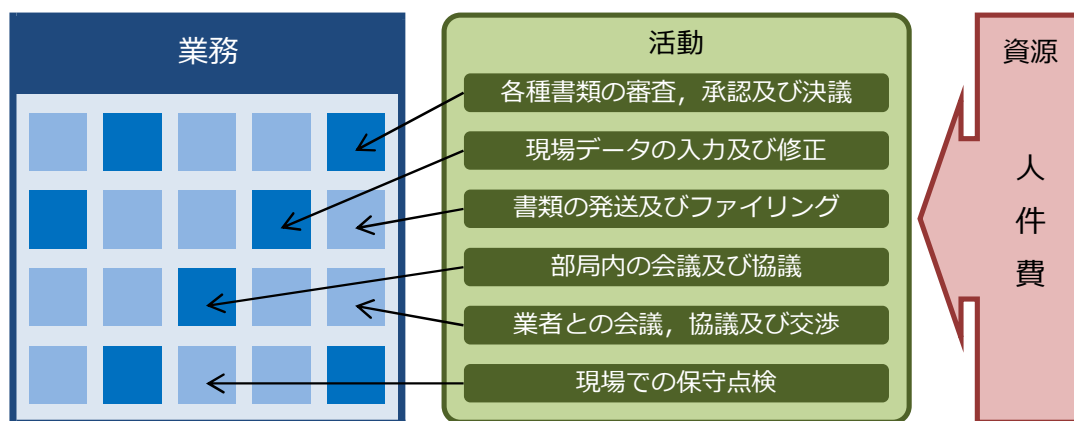 業務
活動
各種書類の審査，承認及び決議
現場データの入力及び修正
書類の発送及びファイリング
部局内の会議及び協議
業者との会議，協議及び交渉
現場での保守点検
資源
人
件
費